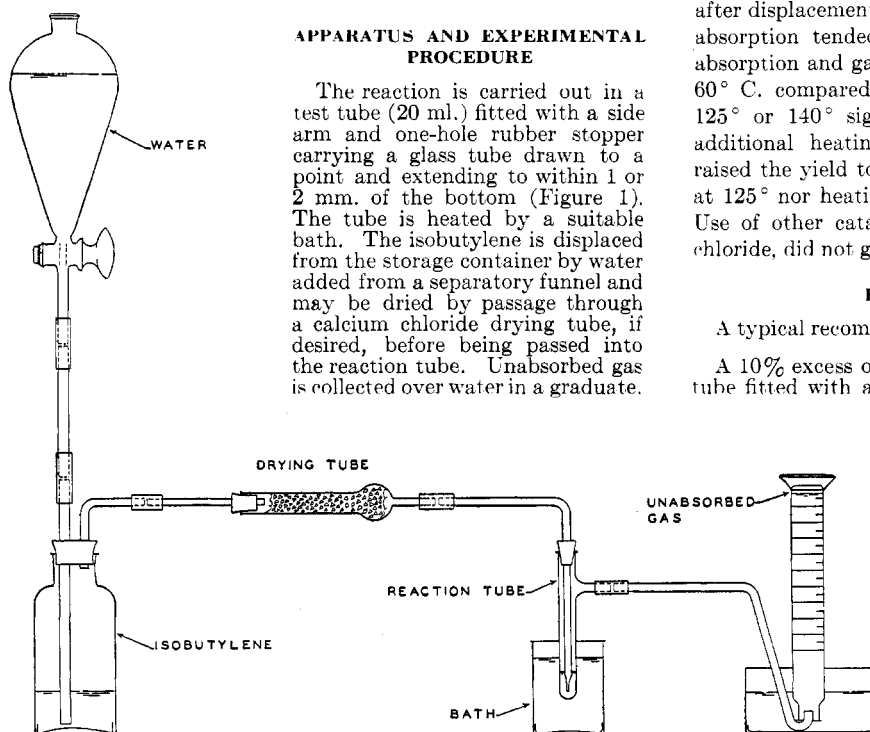 APPARATUS AND EXPERIMENTAL
PROCEDURE
The reaction is carried out in a
test tube (20 ml.) fitted with a side
arm and one-hole rubber stopper
carrying a glass tube drawn to a
point and extending to within 1 or
2 mm. of the bottom (Figure 1).
The tube is heated by a suitable
bath. The isobutylene is displaced
from the storage container by water
added from a separatory funnel and
may be dried by passage through
a calcium chloride drying tube, if
desired, before being passed into
the reaction tube. Unabsorbed gas
is collected over water in a graduate.
after displacement
absorption tended
absorption and ga
60° C. compared
125° or 140° sig
additional heating
raised the yield to
at 125° nor heati
Use of other cata
chloride, did not g
A typical recom
A 10% excess o
tube fitted with a
WATER
DRYING TUBE
UNABSORBED
GAS
REACTION TUBE
ISOBUTYLENE
BATH